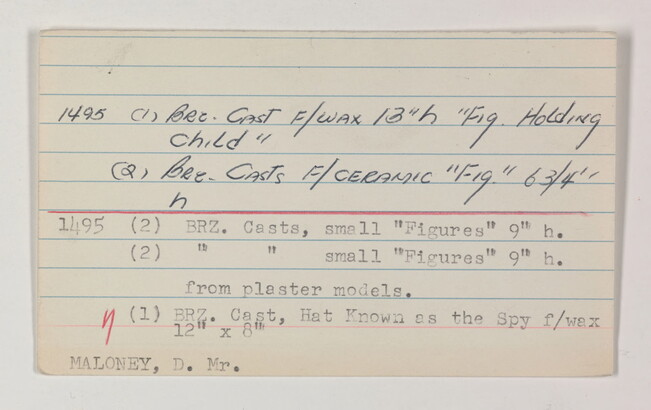 1495 (1) BRZ. CAST F/WAX 13"h "Fig. Holding
Child"
(2) BRZ. CASTS F/CERAMIC "Fig." 6 3/4"
h
1495 (2) BRZ. Casts, small "Figures" 9" h.
(2) " " small "Figures" 9" h.
from plaster models.
(1) BRZ. Cast, Hat Known as the Spy f/wax
12" x 8"
MALONEY, D. Mr.